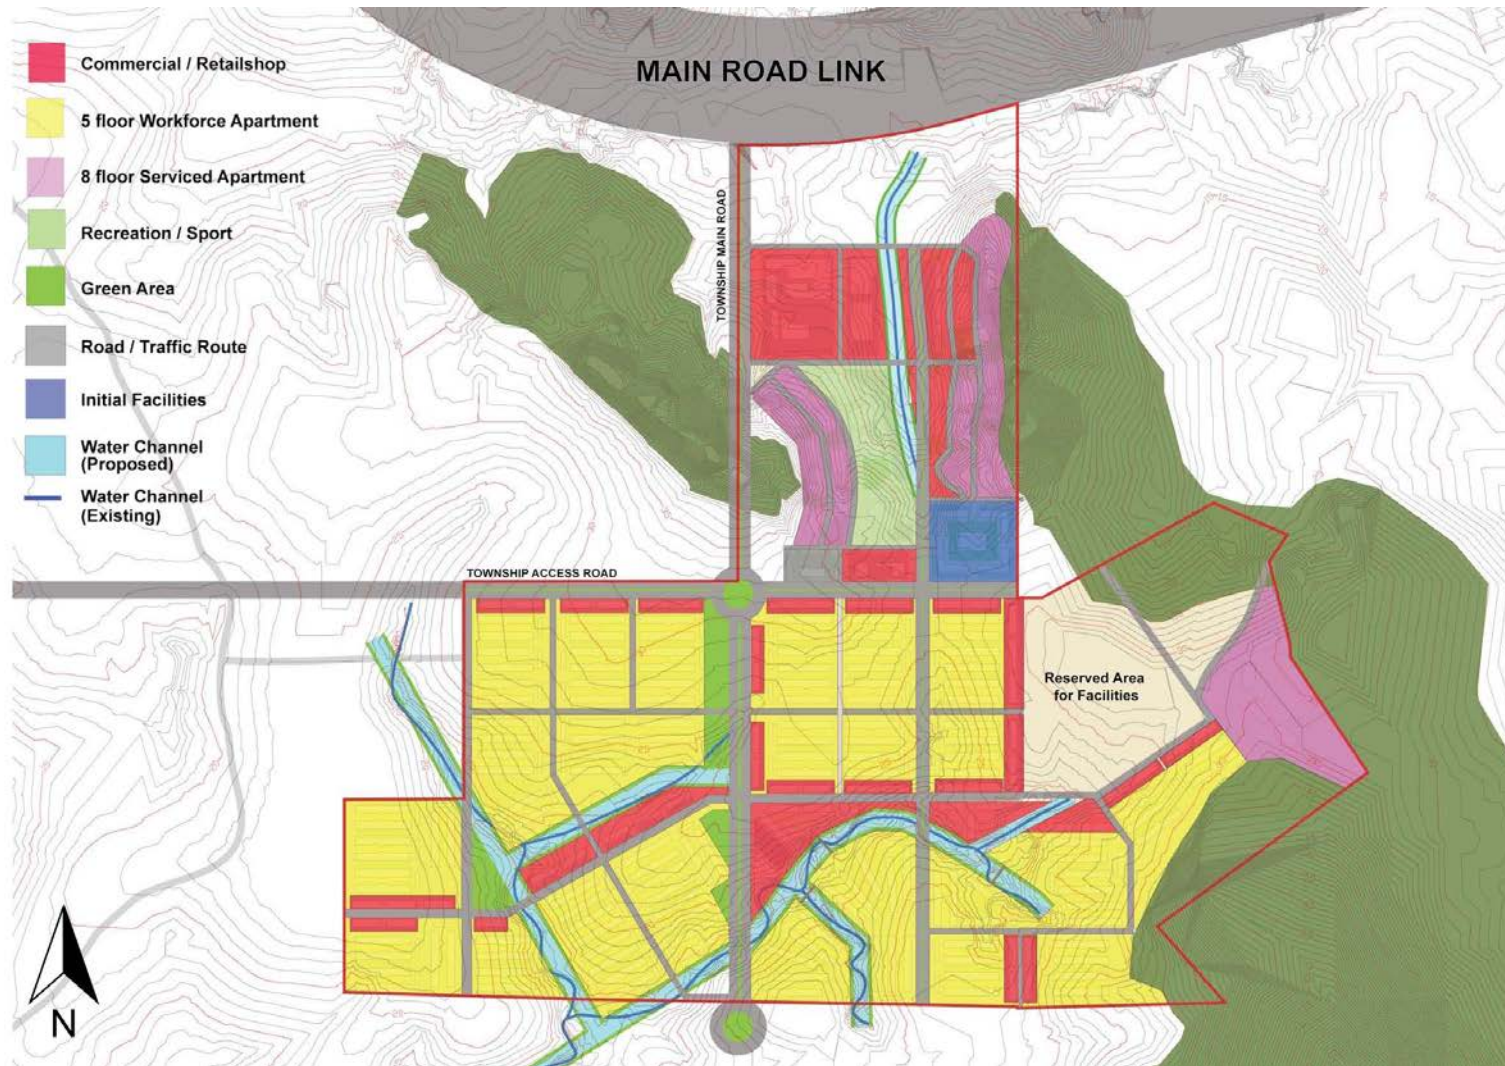 MAIN ROAD LINK
Commercial / Retailshop
5 floor Workforce Apartment
8 floor Serviced Apartment
Recreation / Sport
Green Area
Road / Traffic Route
Initial Facilities
Water Channel
(Proposed)
Water Channel
(Existing)
TOWNSHIP MAIN ROAD
TOWNSHIP ACCESS ROAD
Reserved Area
for Facilities
N